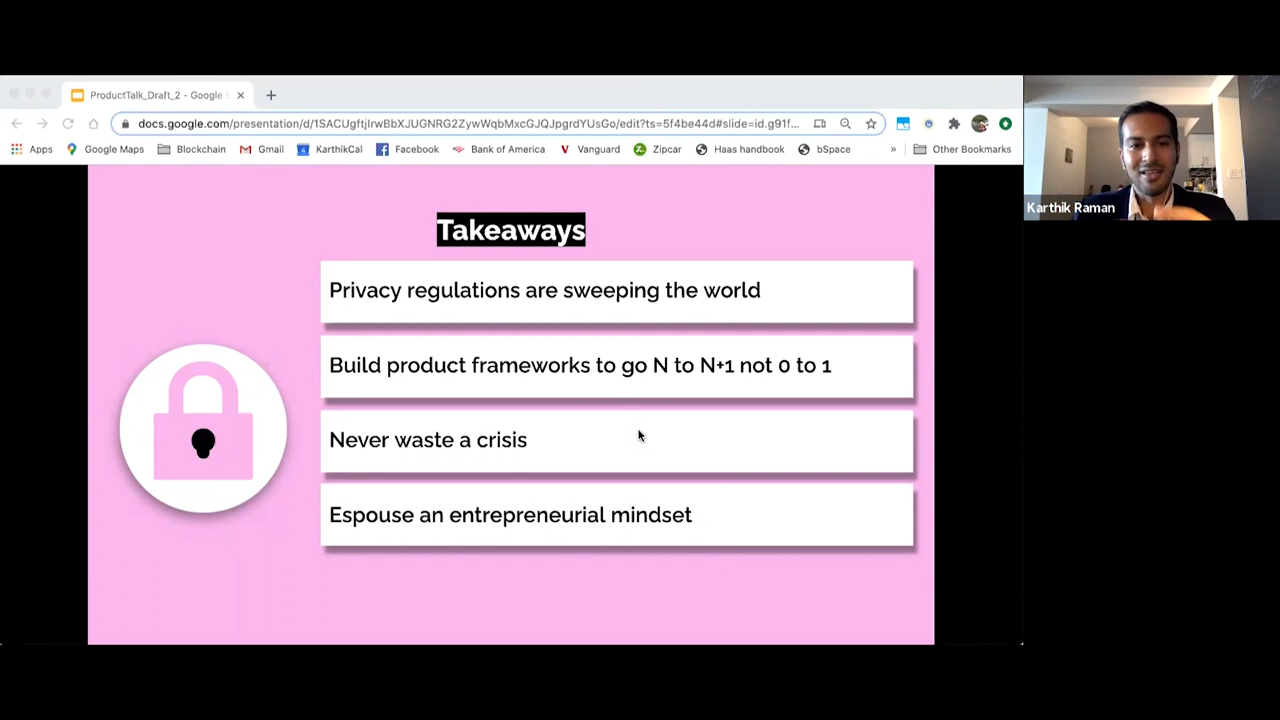 ProductTalk_Draft_2 - Google S
docs.google.com/presentation/d/1SACUgftjIrwBbXJUGNRG2ZywWqbMxcGJQJpgrdYUsGo/edit?ts=5f4be44d#slide=id.g91f...
Apps Google Maps Blockchain Gmail KarthikCal Facebook Bank of America Vanguard Zipcar Haas handbook bSpace » Other Bookmarks
Karthik Raman
Takeaways
Privacy regulations are sweeping the world
Build product frameworks to go N to N+1 not 0 to 1
Never waste a crisis
Espouse an entrepreneurial mindset